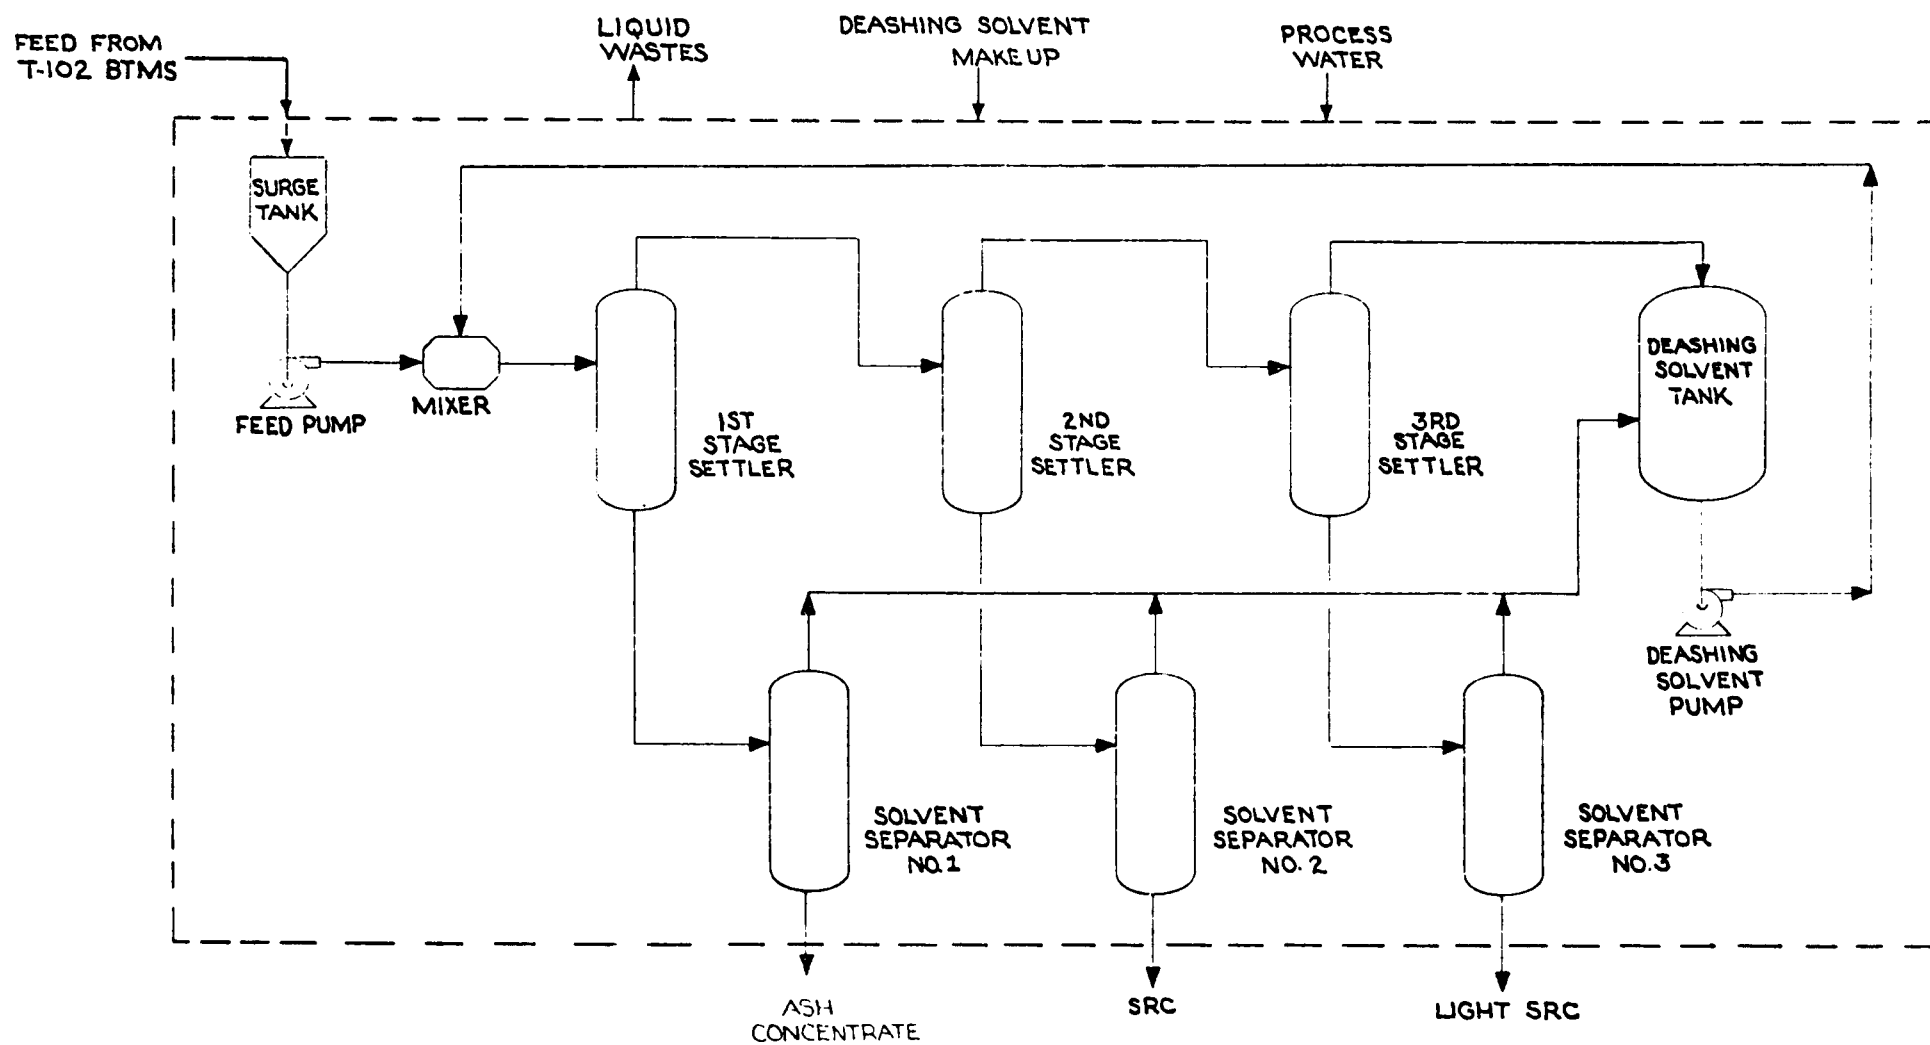 FEED FROM
T-102 BTMS
LIQUID
WASTES
DEASHING SOLVENT
MAKEUP
PROCESS
WATER
SURGE
TANK
FEED PUMP
MIXER
1ST
STAGE
SETTLER
2ND
STAGE
SETTLER
3RD
STAGE
SETTLER
DEASHING
SOLVENT
TANK
DEASHING
SOLVENT
PUMP
SOLVENT
SEPARATOR
NO.1
SOLVENT
SEPARATOR
NO. 2
SOLVENT
SEPARATOR
NO.3
ASH
CONCENTRATE
SRC
LIGHT SRC